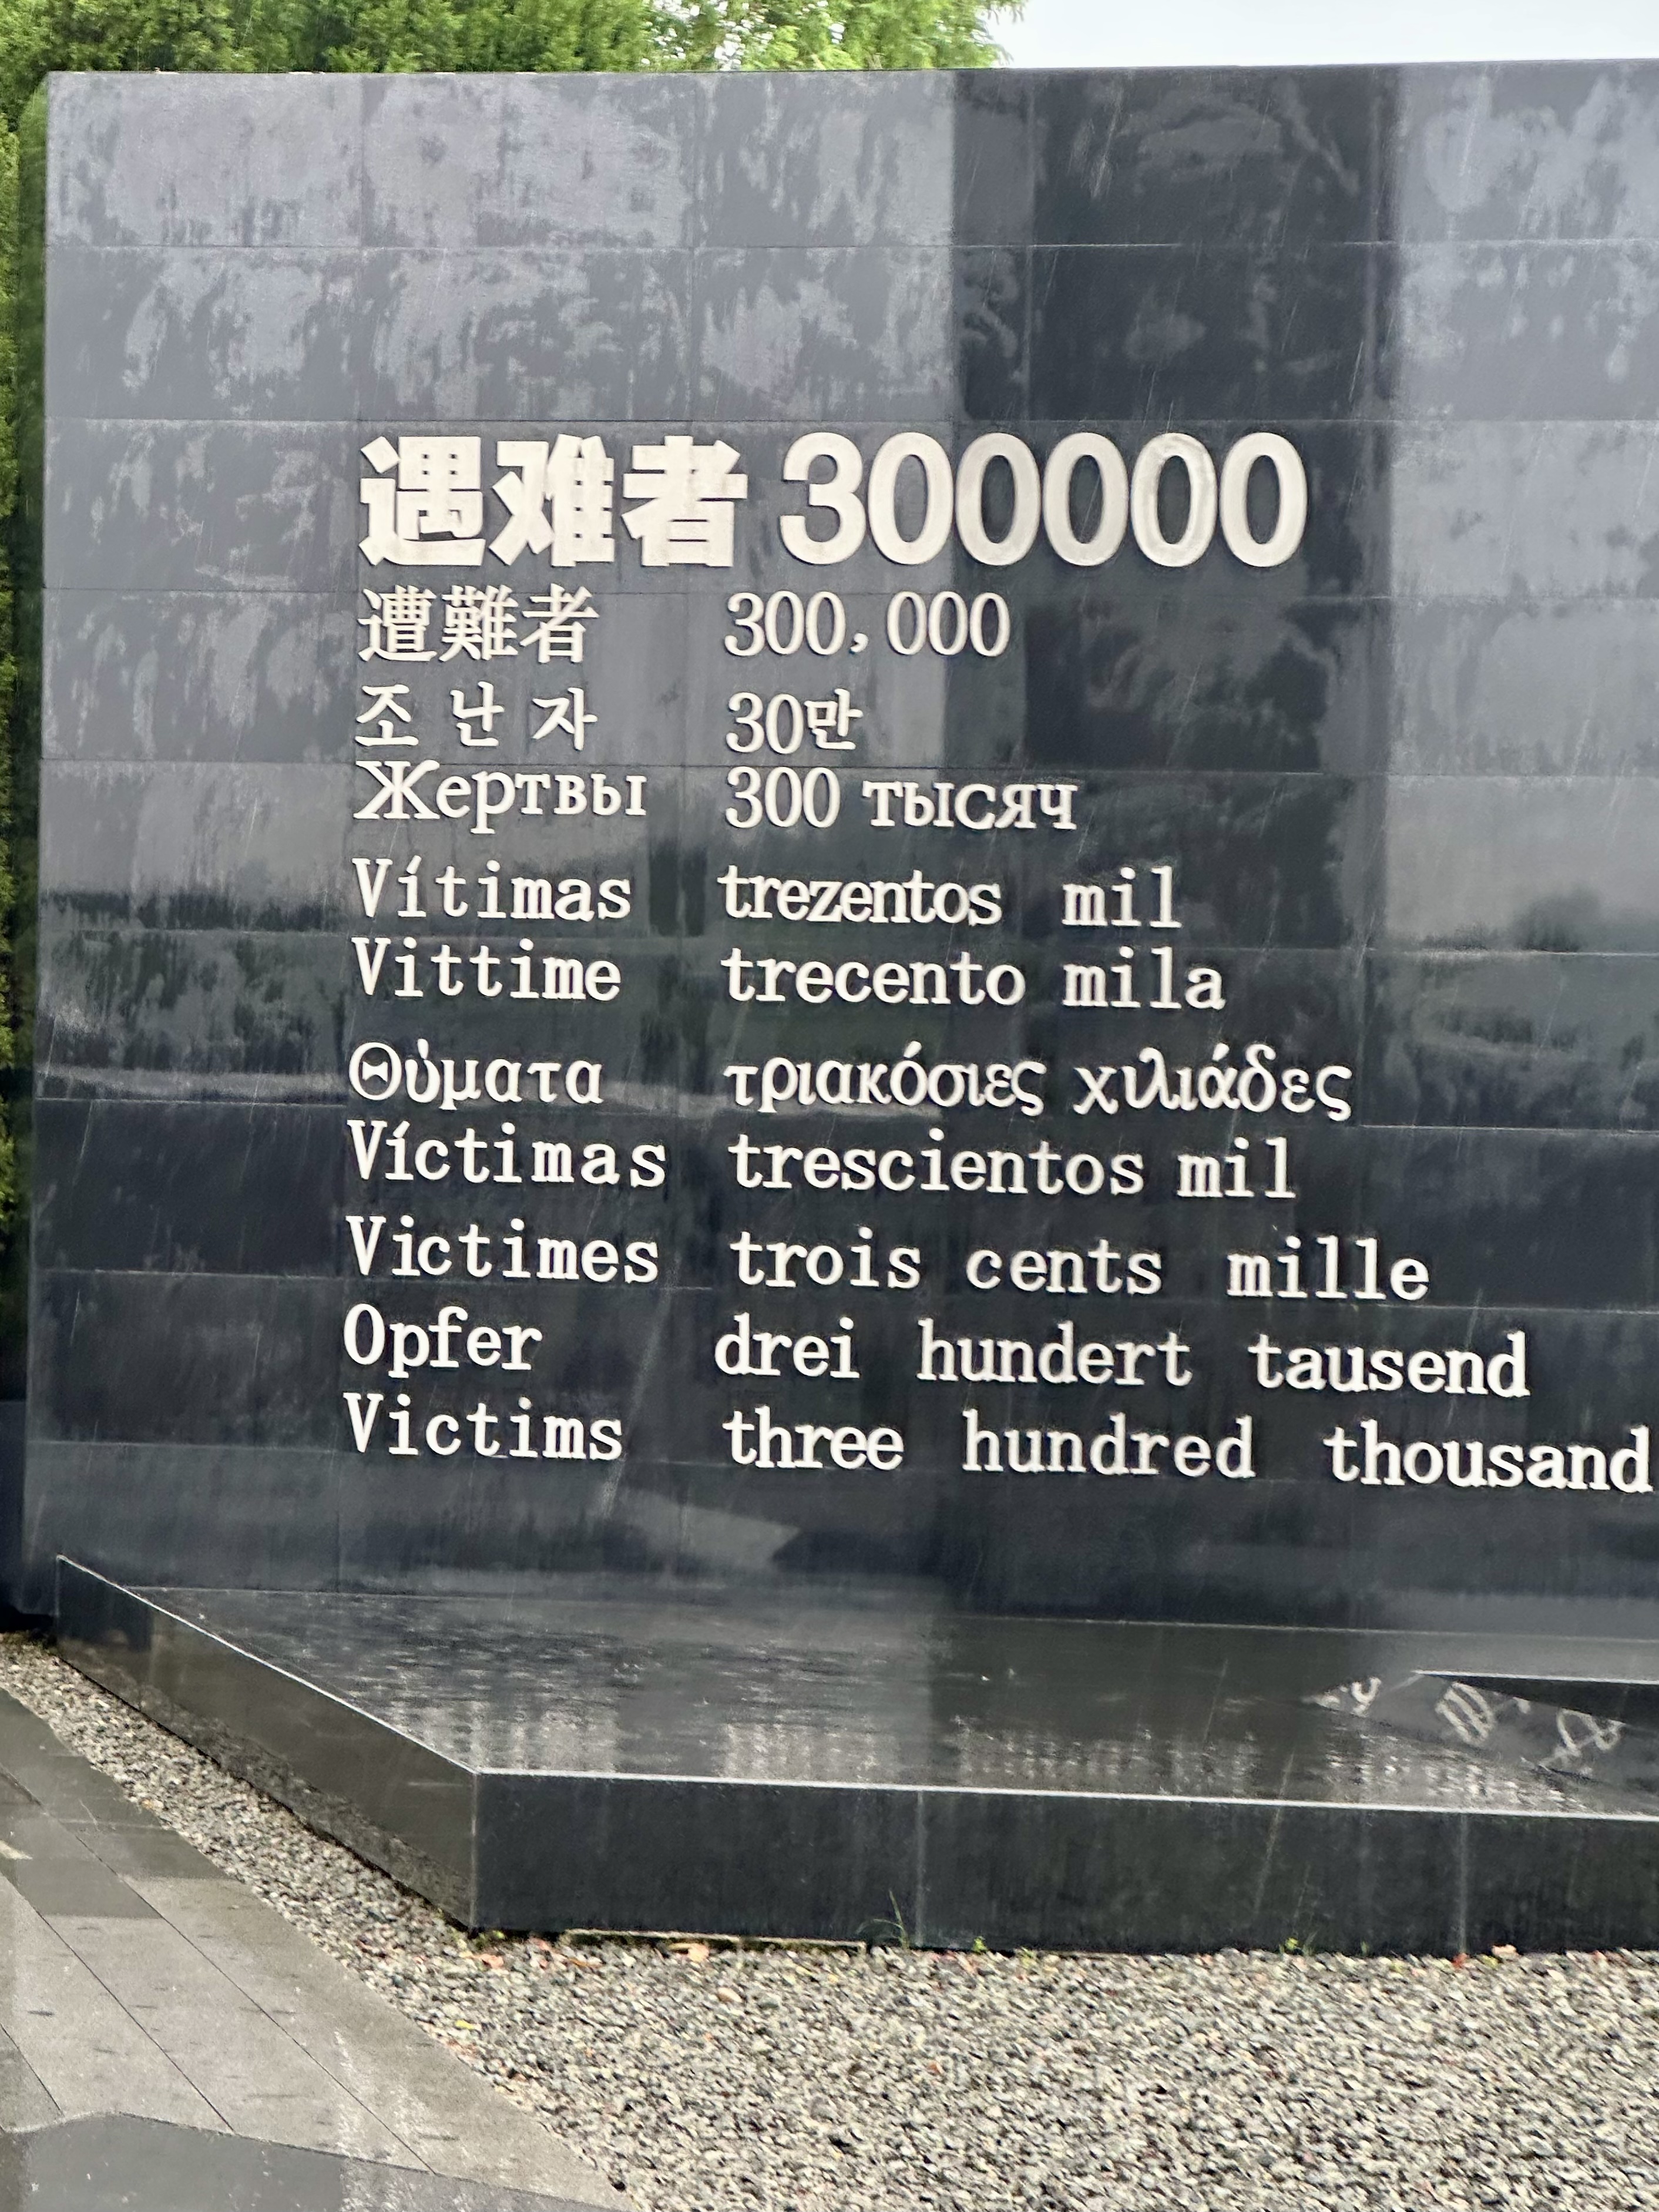 遇难者 300000
遭難者 300,000
조난자 30만
Жертвы 300 тысяч
Vítimas trezentos mil
Vittime trecento mila
Θύματα τριακόσιες χιλιάδες
Víctimas trescientos mil
Victimes trois cents mille
Opfer drei hundert tausend
Victims three hundred thousand